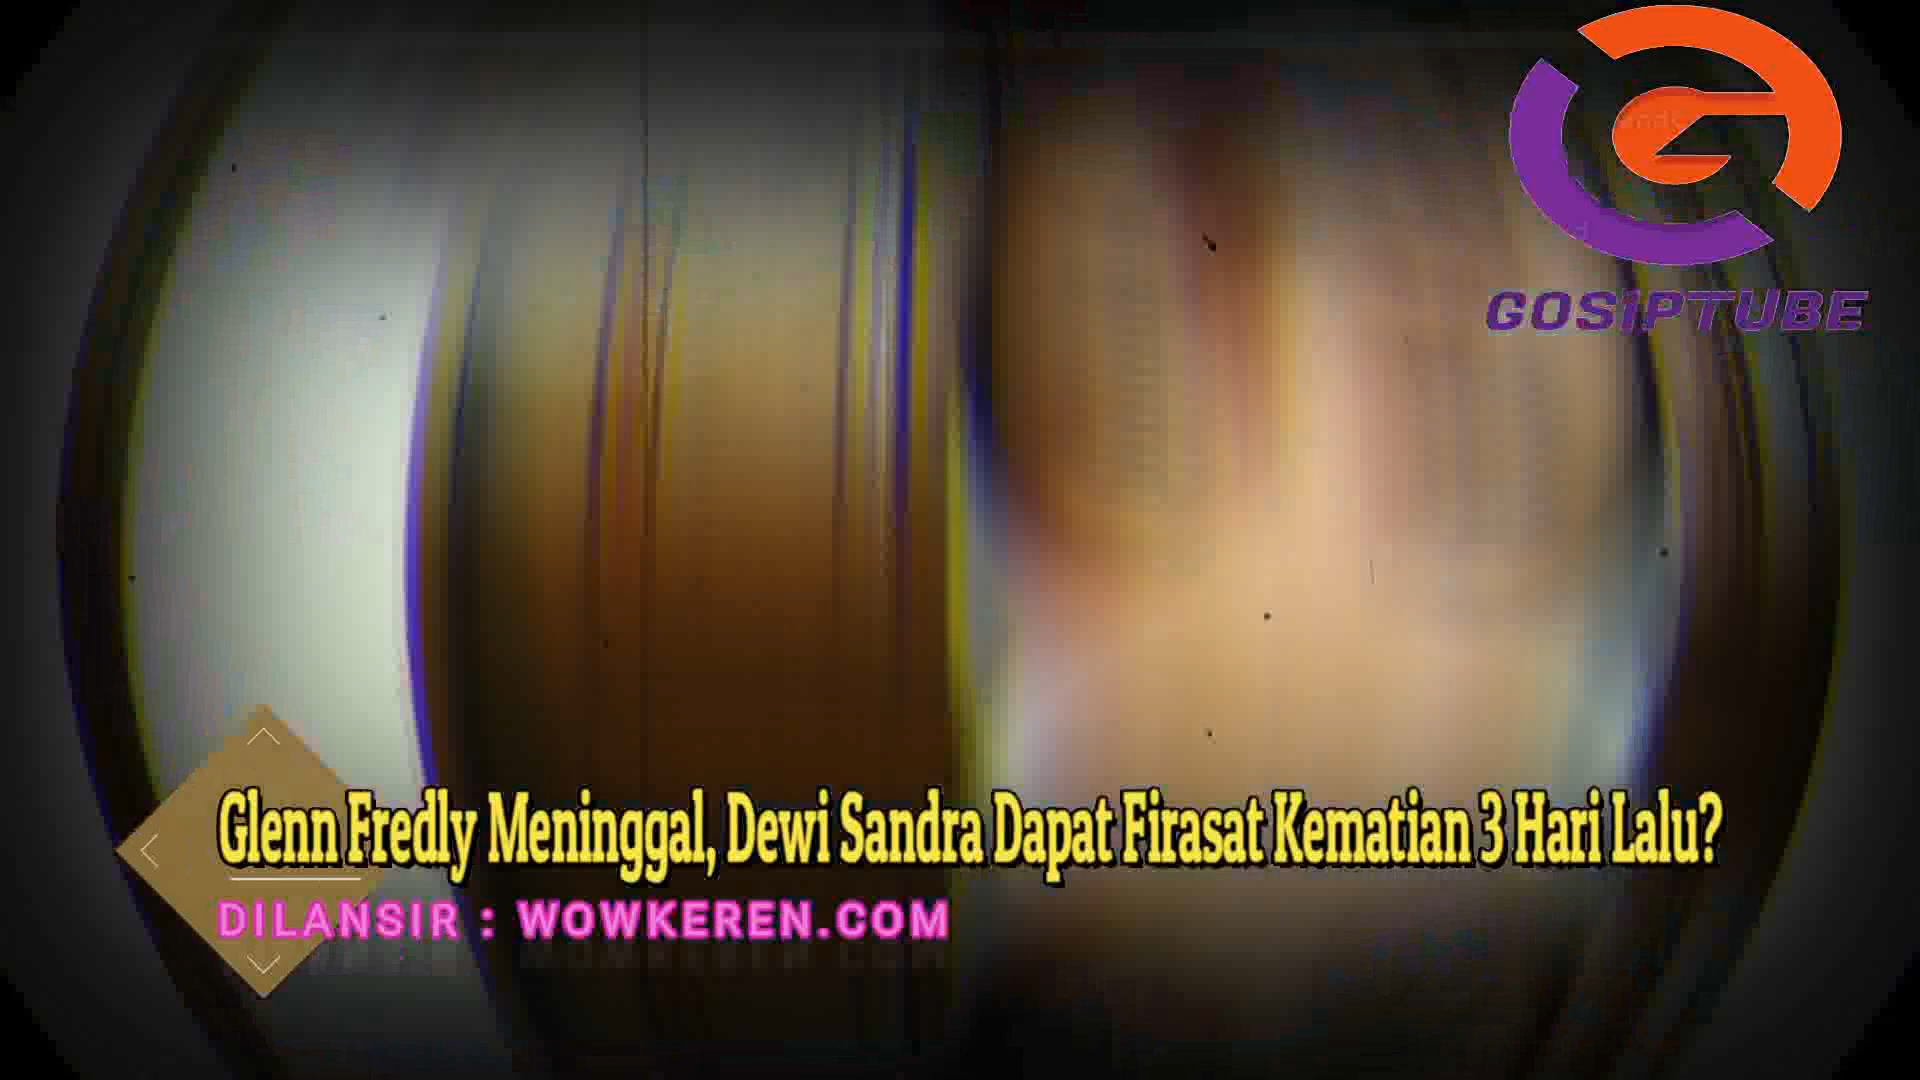 GOSIPTUBE
Glenn Fredly Meninggal, Dewi Sandra Dapat Firasat Kematian 3 Hari Lalu?
DILANSIR : WOWKEREN.COM